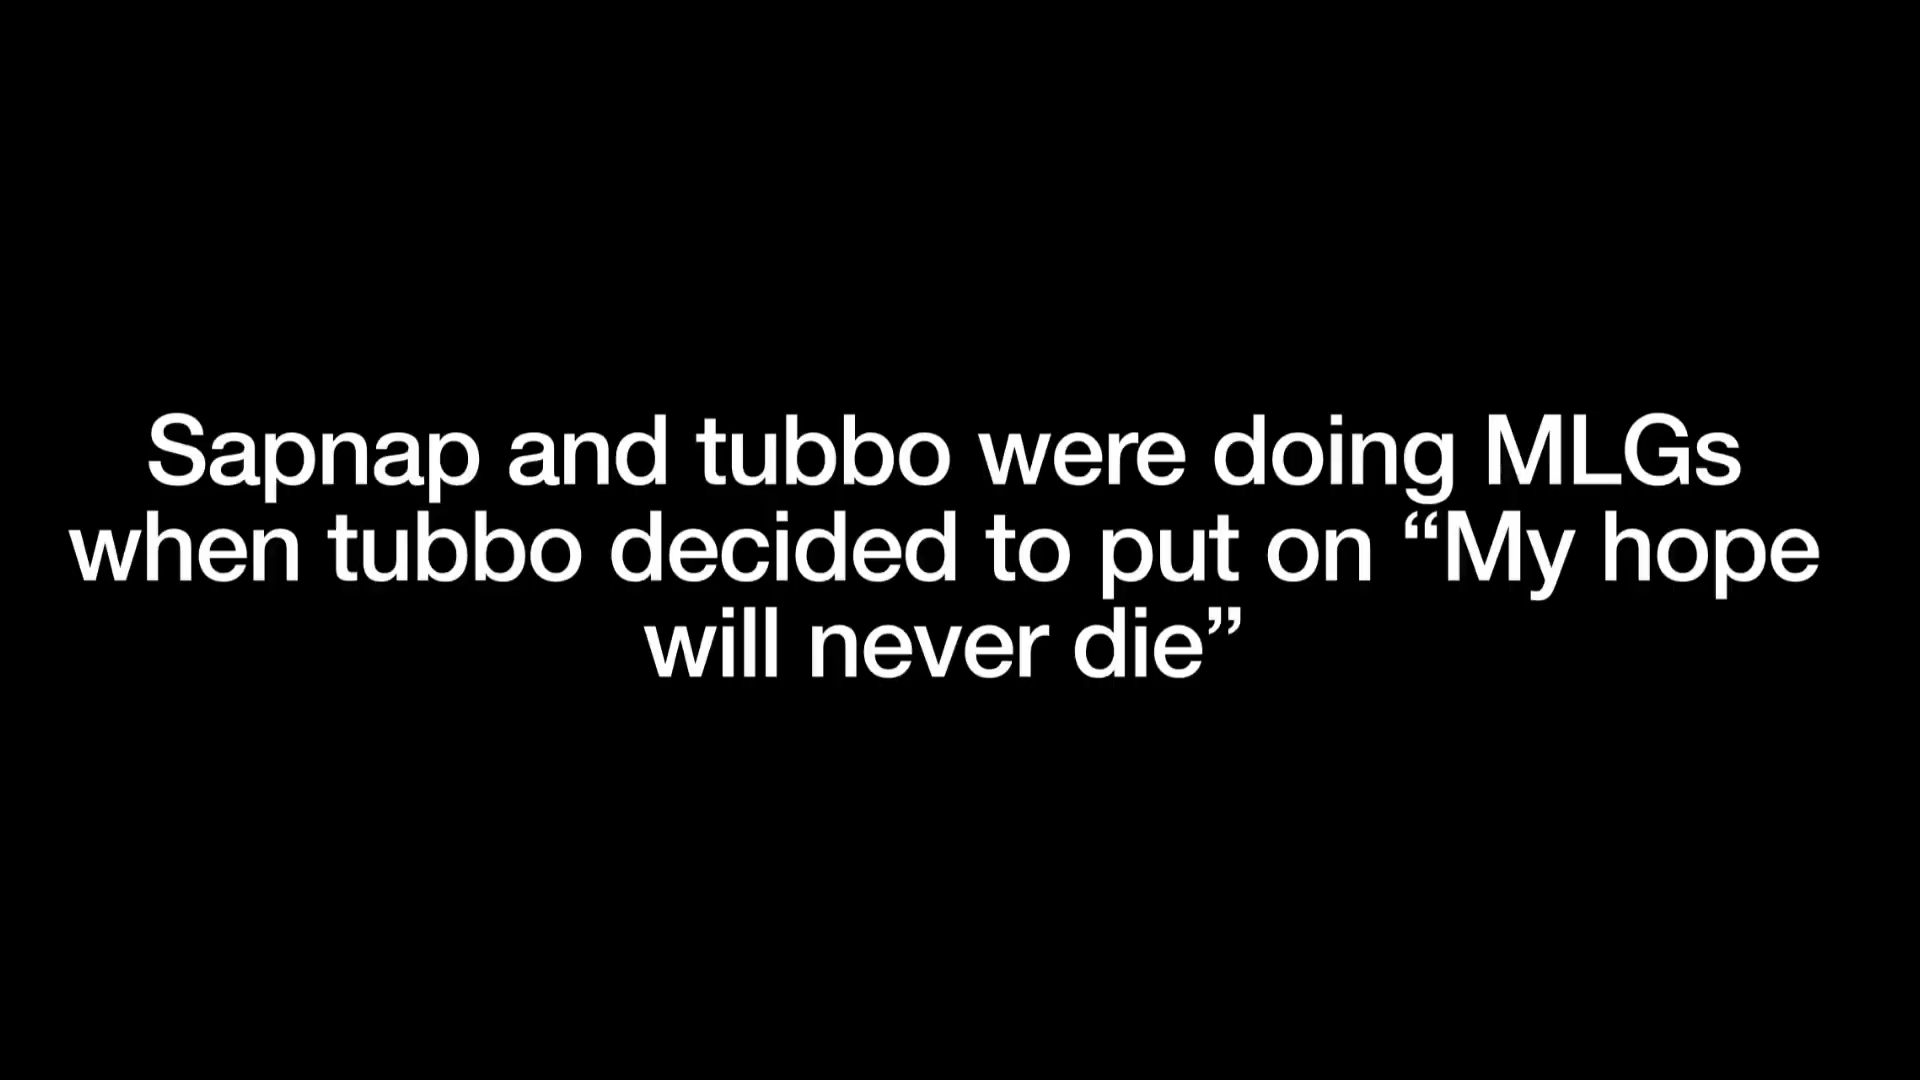 Sapnap and tubbo were doing MLGs
when tubbo decided to put on “My hope
will never die”